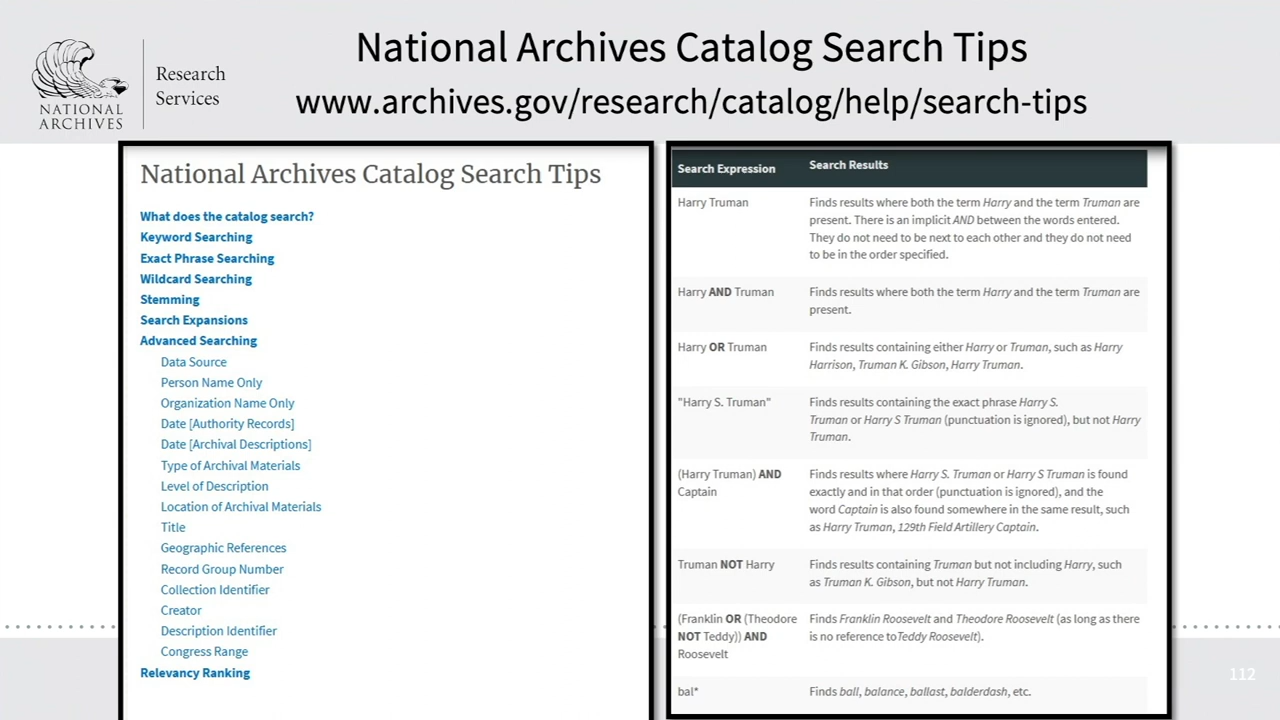 National Archives Catalog Search Tips
www.archives.gov/research/catalog/help/search-tips
NATIONAL
ARCHIVES
Research
Services
National Archives Catalog Search Tips
What does the catalog search?
Keyword Searching
Exact Phrase Searching
Wildcard Searching
Stemming
Search Expansions
Advanced Searching
Data Source
Person Name Only
Organization Name Only
Date [Authority Records]
Date [Archival Descriptions]
Type of Archival Materials
Level of Description
Location of Archival Materials
Title
Geographic References
Record Group Number
Collection Identifier
Creator
Description Identifier
Congress Range
Relevancy Ranking
Search Expression
Search Results
Harry Truman
Finds results where both the term Harry and the term Truman are
present. There is an implicit AND between the words entered.
They do not need to be next to each other and they do not need
to be in the order specified.
Harry AND Truman
Finds results where both the term Harry and the term Truman are
present.
Harry OR Truman
Finds results containing either Harry or Truman, such as Harry
Harrison, Truman K. Gibson, Harry Truman.
"Harry S. Truman"
Finds results containing the exact phrase Harry S.
Truman or Harry S Truman (punctuation is ignored), but not Harry
Truman.
(Harry Truman) AND
Captain
Finds results where Harry S. Truman or Harry S Truman is found
exactly and in that order (punctuation is ignored), and the
word Captain is also found somewhere in the same result, such
as Harry Truman, 129th Field Artillery Captain.
Truman NOT Harry
Finds results containing Truman but not including Harry, such
as Truman K. Gibson, but not Harry Truman.
(Franklin OR (Theodore
NOT Teddy)) AND
Roosevelt
Finds Franklin Roosevelt and Theodore Roosevelt (as long as there
is no reference toTeddy Roosevelt).
bal*
Finds ball, balance, ballast, balderdash, etc.
112